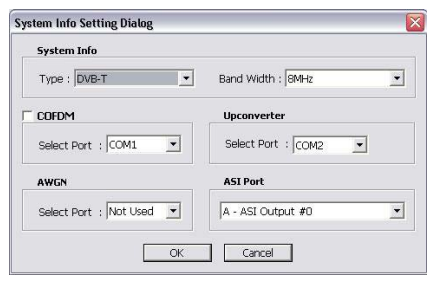 System Info Setting Dialog
System Info
Type : DVB-T
Band Width : 8MHz
COFDM
Upconverter
Select Port : COM1
Select Port : COM2
AWGN
ASI Port
Select Port : Not Used
A - ASI Output #0
OK
Cancel